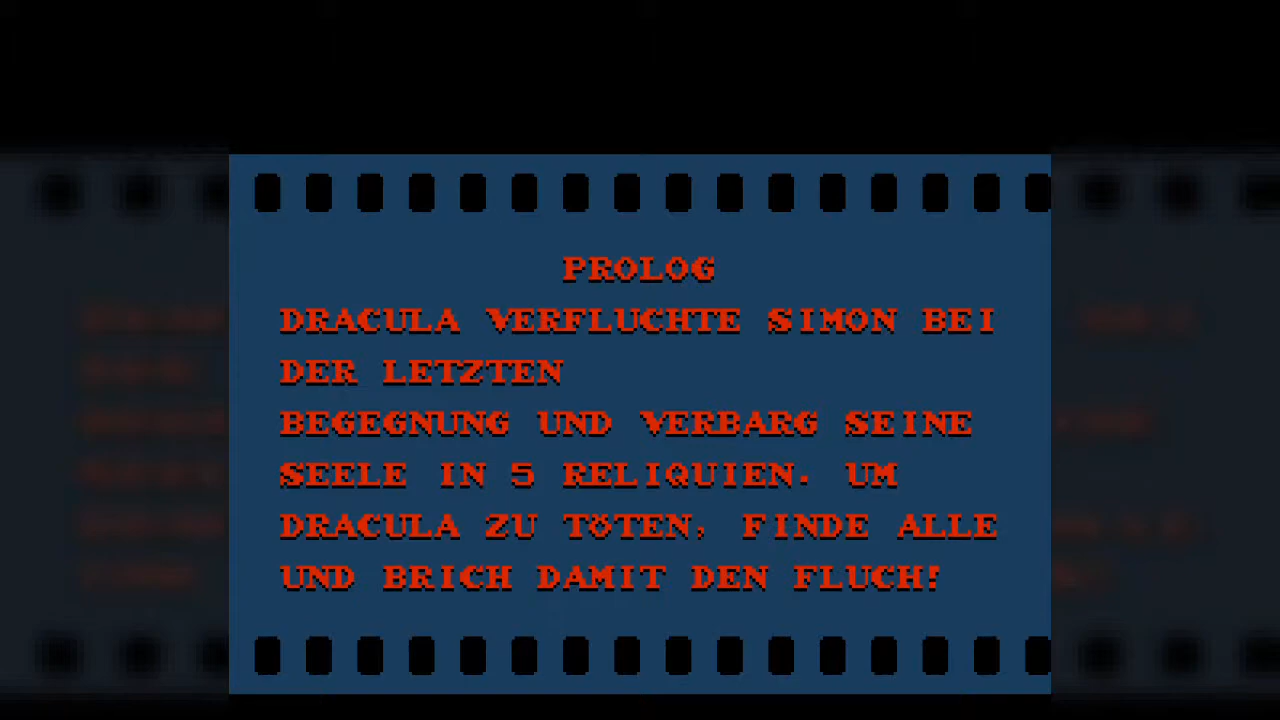 PROLOG
DRACULA VERFLUCHTE SIMON BEI
DER LETZTEN
BEGEGNUNG UND VERBARG SEINE
SEELE IN 5 RELIQUIEN. UM
DRACULA ZU TÖTEN, FINDE ALLE
UND BRICH DAMIT DEN FLUCH!